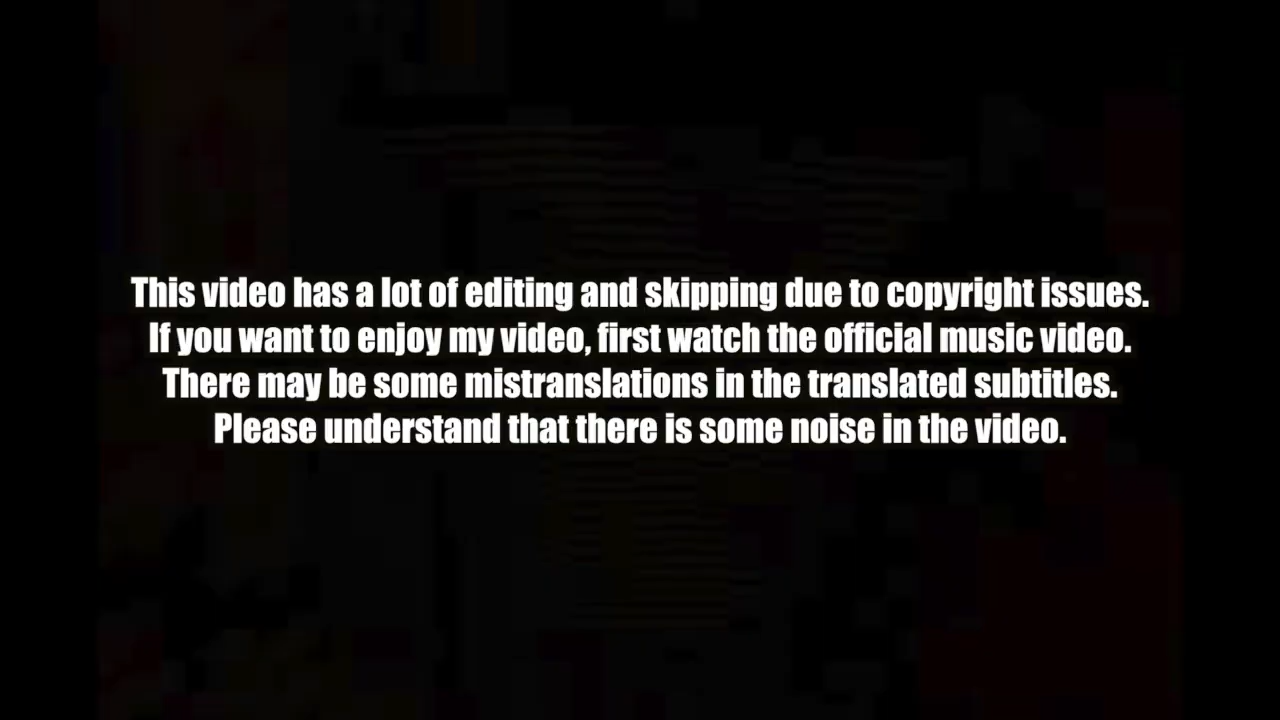 This video has a lot of editing and skipping due to copyright issues.
If you want to enjoy my video, first watch the official music video.
There may be some mistranslations in the translated subtitles.
Please understand that there is some noise in the video.